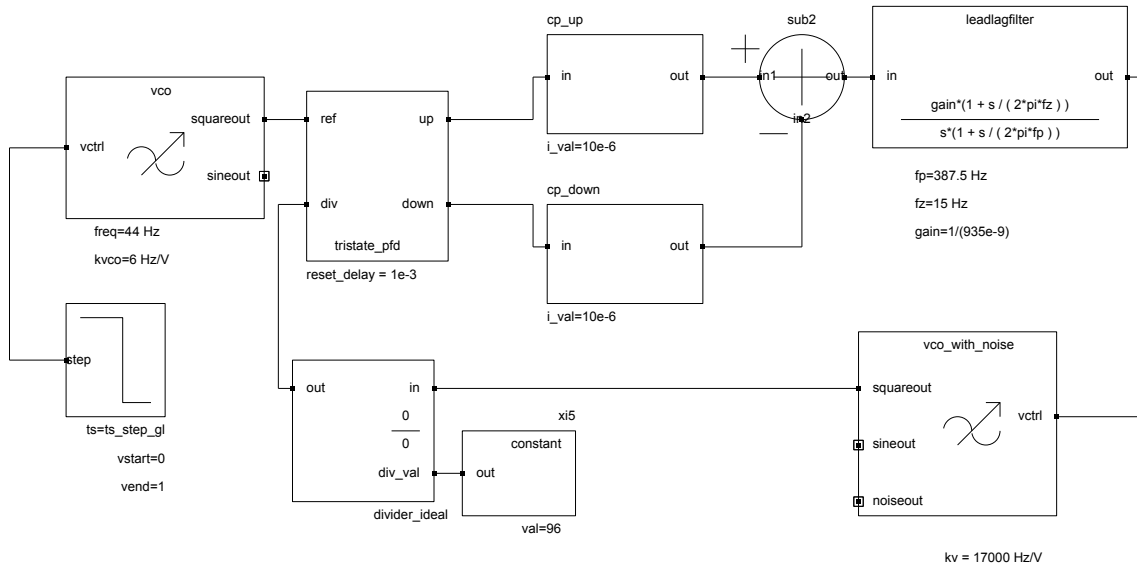 vco
squareout
vctrl
sineout
freq=44 Hz
kvco=6 Hz/V
step
ts=ts_step_gl
vstart=0
vend=1
ref
up
div
down
tristate_pfd
reset_delay = 1e-3
cp_up
in
out
i_val=10e-6
cp_down
in
out
i_val=10e-6
sub2
in1
out
in2
leadlagfilter
in
out
gain*(1 + s / ( 2*pi*fz ) )
s*(1 + s / ( 2*pi*fp ) )
fp=387.5 Hz
fz=15 Hz
gain=1/(935e-9)
out
in
0
0
div_val
divider_ideal
xi5
constant
out
val=96
vco_with_noise
squareout
vctrl
sineout
noiseout
kv = 17000 Hz/V